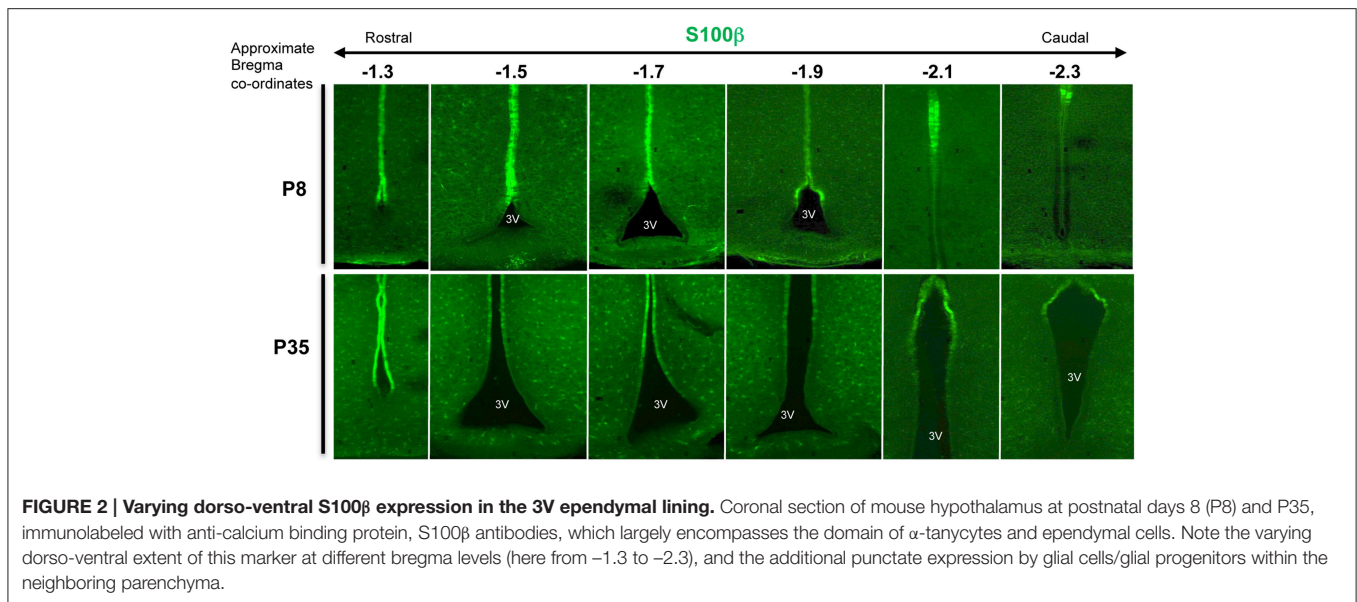 S100β
Approximate
Bregma
co-ordinates
Rostral
Caudal
-1.3 -1.5 -1.7 -1.9 -2.1 -2.3
P8
3V 3V 3V
P35
3V 3V 3V 3V 3V
FIGURE 2 | Varying dorso-ventral S100β expression in the 3V ependymal lining. Coronal section of mouse hypothalamus at postnatal days 8 (P8) and P35,
immunolabeled with anti-calcium binding protein, S100β antibodies, which largely encompasses the domain of α-tanycytes and ependymal cells. Note the varying
dorso-ventral extent of this marker at different bregma levels (here from –1.3 to –2.3), and the additional punctate expression by glial cells/glial progenitors within the
neighboring parenchyma.